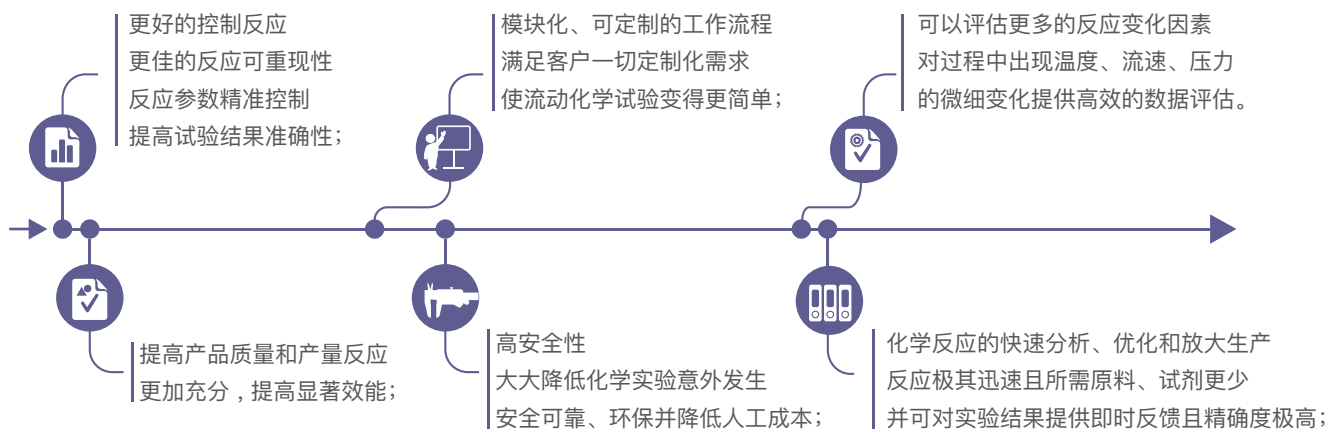 更好的控制反应
更佳的反应可重现性
反应参数精准控制
提高试验结果准确性；
模块化、可定制的工作流程
满足客户一切定制化需求
使流动化学试验变得更简单；
可以评估更多的反应变化因素
对过程中出现温度、流速、压力
的微细变化提供高效的数据评估。
提高产品质量和产量反应
更加充分，提高显著效能；
高安全性
大大降低化学实验意外发生
安全可靠、环保并降低人工成本；
化学反应的快速分析、优化和放大生产
反应极其迅速且所需原料、试剂更少
并可对实验结果提供即时反馈且精确度极高；